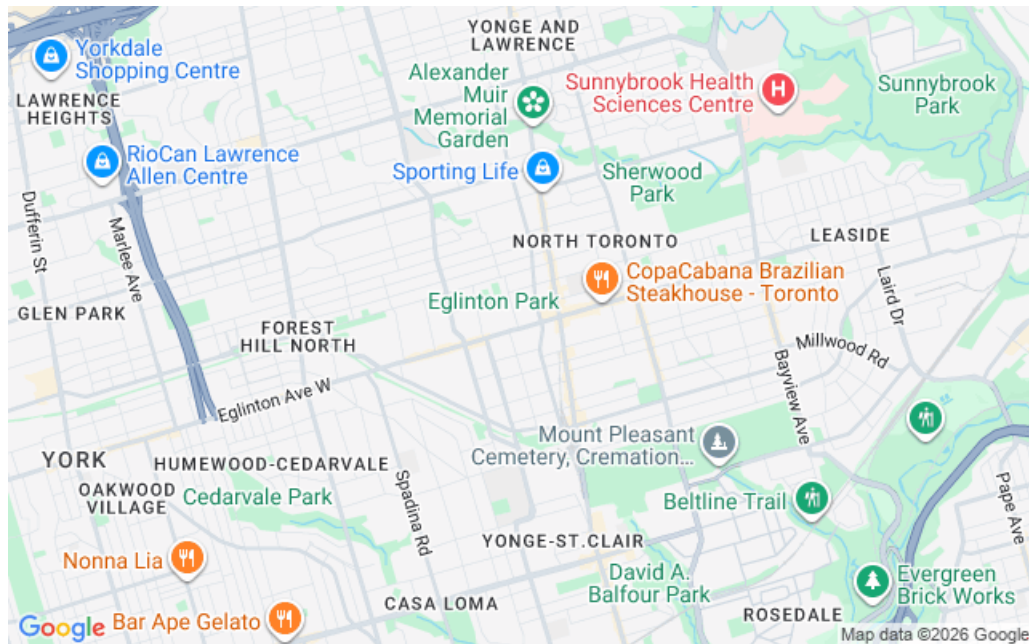 YONGE AND
LAWRENCE
Yorkdale
Shopping Centre
Alexander
Muir
Memorial
Garden
Sunnybrook Health
Sciences Centre
H
Sunnybrook
Park
LAWRENCE
HEIGHTS
RioCan Lawrence
Allen Centre
Sporting Life
Sherwood
Park
Dufferin St
Marlee Ave
NORTH TORONTO
LEASIDE
CopaCabana Brazilian
Steakhouse - Toronto
Laird Dr
Eglinton Park
GLEN PARK
FOREST
HILL NORTH
Millwood Rd
Bayview Ave
Eglinton Ave W
Mount Pleasant
Cemetery, Cremation...
YORK
HUMEWOOD-CEDARVALE
OAKWOOD
VILLAGE
Cedarvale Park
Spadina Rd
Beltline Trail
Pape Ave
YONGE-ST.CLAIR
Nonna Lia
David A.
Balfour Park
Evergreen
Brick Works
CASA LOMA
ROSEDALE
Bar Ape Gelato
Google
Map data ©2026 Google